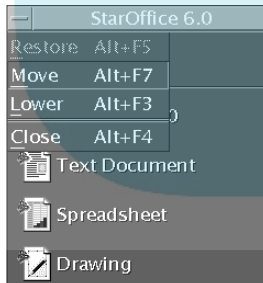 StarOffice 6.0
Restore Alt+F5
Move Alt+F7
Lower Alt+F3
Close Alt+F4
Text Document
Spreadsheet
Drawing